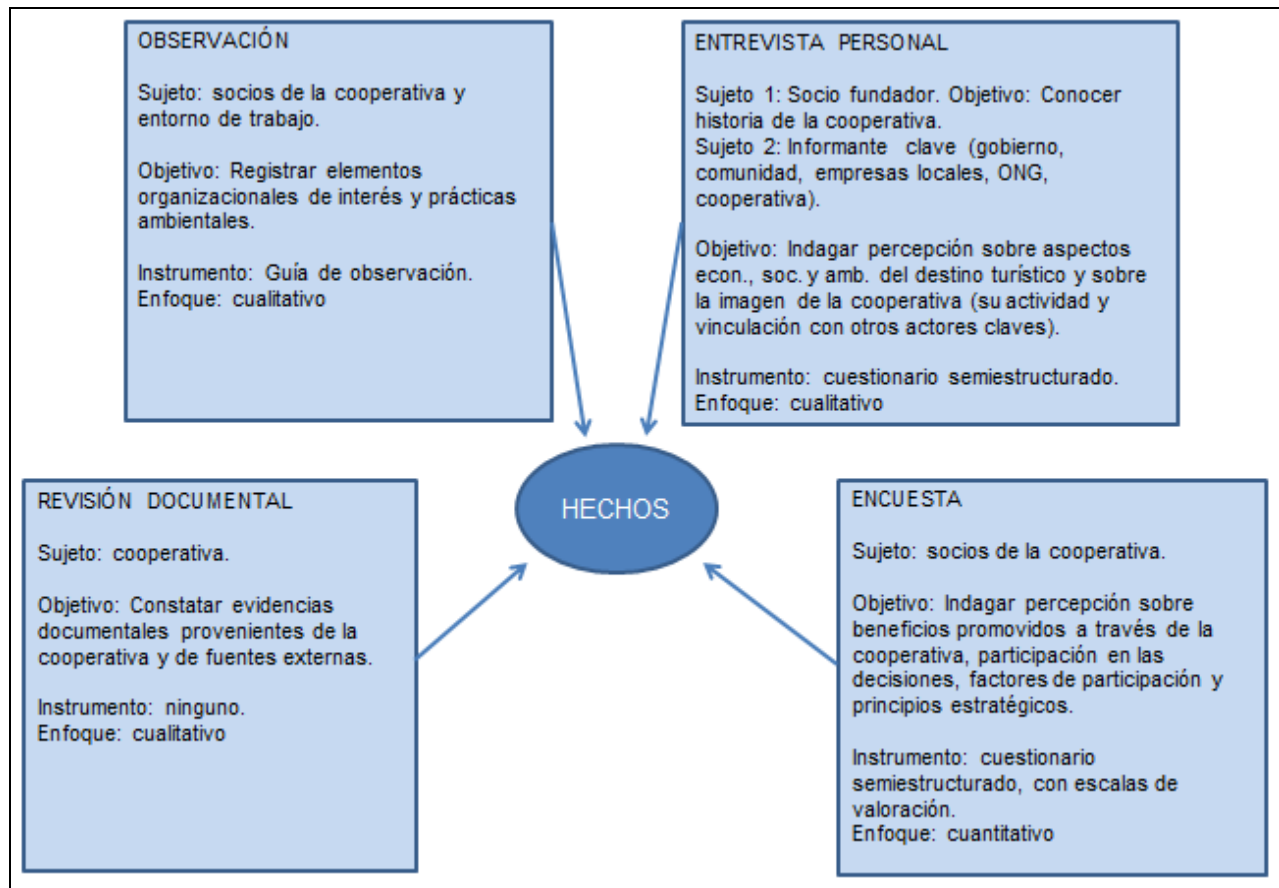 OBSERVACIÓN
Sujeto: socios de la cooperativa y
entorno de trabajo.
Objetivo: Registrar elementos
organizacionales de interés y prácticas
ambientales.
Instrumento: Guía de observación.
Enfoque: cualitativo
ENTREVISTA PERSONAL
Sujeto 1: Socio fundador. Objetivo: Conocer
historia de la cooperativa.
Sujeto 2: Informante clave (gobierno,
comunidad, empresas locales, ONG,
cooperativa).
Objetivo: Indagar percepción sobre aspectos
econ., soc. y amb. del destino turístico y sobre
la imagen de la cooperativa (su actividad y
vinculación con otros actores claves).
Instrumento: cuestionario semiestructurado.
Enfoque: cualitativo
HECHOS
REVISIÓN DOCUMENTAL
Sujeto: cooperativa.
Objetivo: Constatar evidencias
documentales provenientes de la
cooperativa y de fuentes externas.
Instrumento: ninguno.
Enfoque: cualitativo
ENCUESTA
Sujeto: socios de la cooperativa.
Objetivo: Indagar percepción sobre
beneficios promovidos a través de la
cooperativa, participación en las
decisiones, factores de participación y
principios estratégicos.
Instrumento: cuestionario
semiestructurado, con escalas de
valoración.
Enfoque: cuantitativo